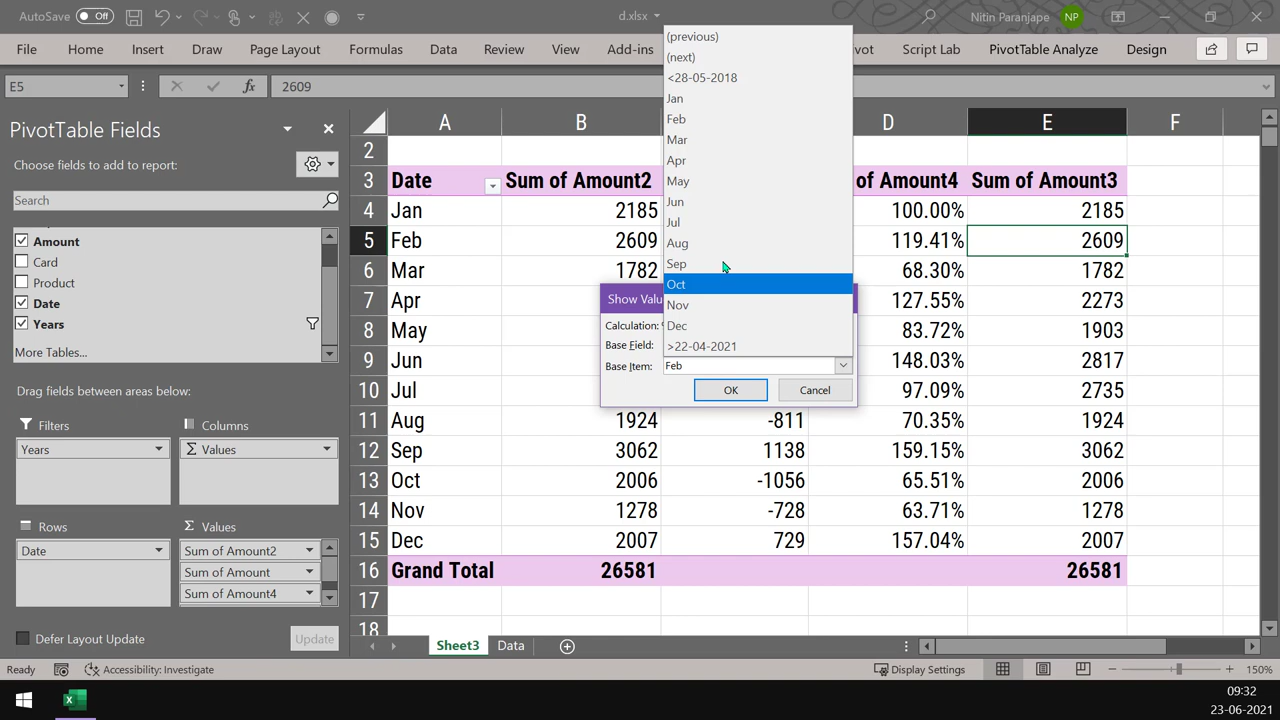 AutoSave Off d.xlsx Nitin Paranjape NP
File Home Insert Draw Page Layout Formulas Data Review View Add-ins vot Script Lab PivotTable Analyze Design
E5 fx 2609
PivotTable Fields
Choose fields to add to report:
Search
Amount
Card
Product
Date
Years
More Tables...
Drag fields between areas below:
Filters
Columns
Years
Σ Values
Rows
Σ Values
Date
Sum of Amount2
Sum of Amount
Sum of Amount4
Defer Layout Update
Update
A B D E F
2
3 Date Sum of Amount2 of Amount4 Sum of Amount3
4 Jan 2185 100.00% 2185
5 Feb 2609 119.41% 2609
6 Mar 1782 68.30% 1782
7 Apr 127.55% 2273
8 May 83.72% 1903
9 Jun 148.03% 2817
10 Jul 97.09% 2735
11 Aug 1924 -811 70.35% 1924
12 Sep 3062 1138 159.15% 3062
13 Oct 2006 -1056 65.51% 2006
14 Nov 1278 -728 63.71% 1278
15 Dec 2007 729 157.04% 2007
16 Grand Total 26581 26581
17
18
(previous)
(next)
<28-05-2018
Jan
Feb
Mar
Apr
May
Jun
Jul
Aug
Sep
Oct
Nov
Dec
>22-04-2021
Show Valu
Calculation:
Base Field:
Base Item: Feb
OK Cancel
Sheet3 Data
Ready Accessibility: Investigate Display Settings 150%
09:32
23-06-2021